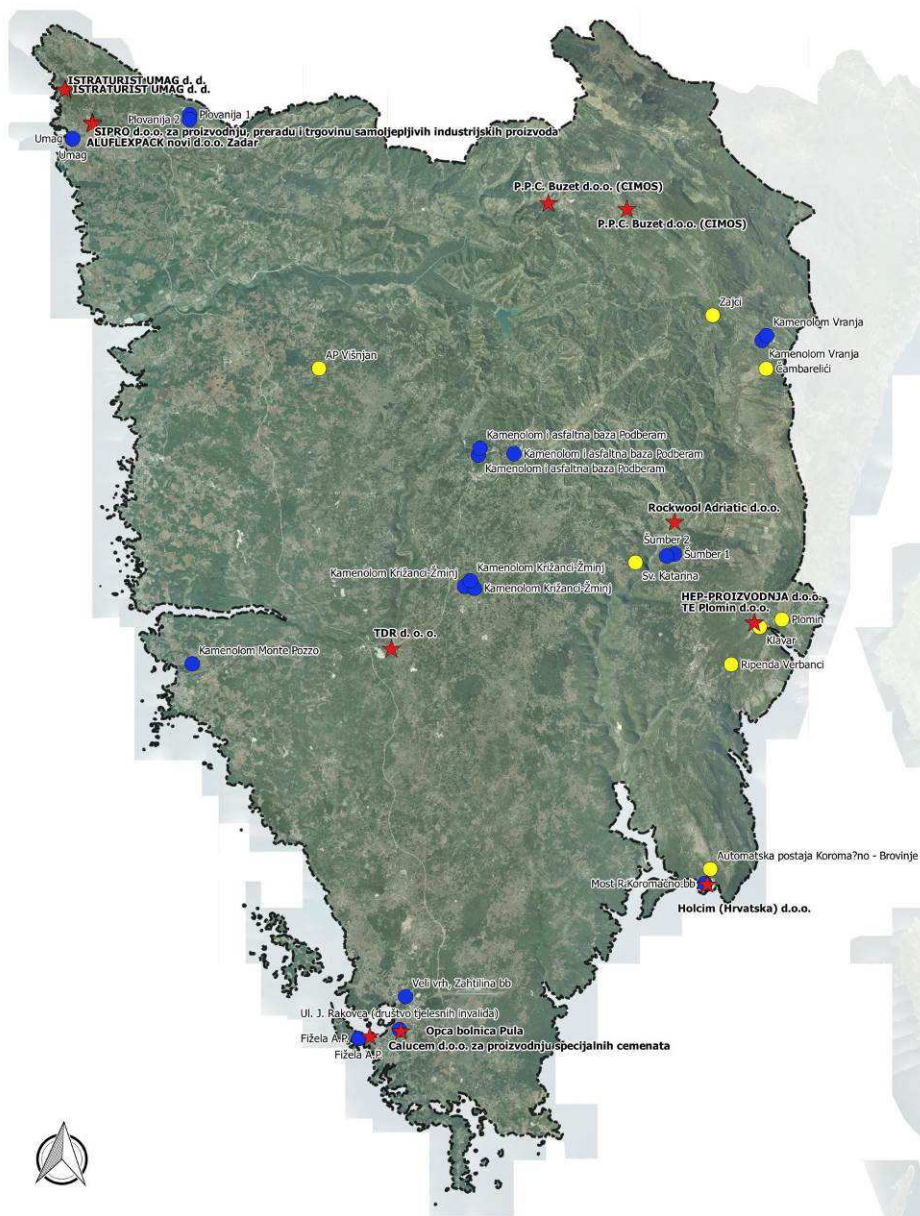 ISTRATURIST UMAG d. d.
ISTRATURIST UMAG d. d.
Plovanija 1
Plovanija 2
SIPRO d.o.o. za proizvodnju, preradu i trgovinu samoljepljivih industrijskih proizvoda
Umag
ALUFLEXPACK novi d.o.o. Zadar
Umag
P.P.C. Buzet d.o.o. (CIMOS)
P.P.C. Buzet d.o.o. (CIMOS)
Zajci
Kamenolom Vranja
AP Višnjan
Kamenolom Vranja
Čambarelići
Kamenolom i asfaltna baza Podberam
Kamenolom i asfaltna baza Podberam
Kamenolom i asfaltna baza Podberam
Rockwool Adriatic d.o.o.
Šumber 2
Šumber 1
Sv. Katarina
Kamenolom Križanci-Žminj
Kamenolom Križanci-Žminj
Kamenolom Križanci-Žminj
HEP-PROIZVODNJA d.o.o.
TE Plomin d.o.o.
Plomin
Klavar
TDR d. o. o.
Kamenolom Monte Pozzo
Ripenda Verbanci
Automatska postaja Koroma?no - Brovinje
Most R.Koromačno.bb
Holcim (Hrvatska) d.o.o.
Veli vrh, Zahtilina bb
Ul. J. Rakovca (društvo tjelesnih invalida)
Opca bolnica Pula
Fižela A.P.
Calucem d.o.o. za proizvodnju specijalnih cemenata
Fižela A.P.